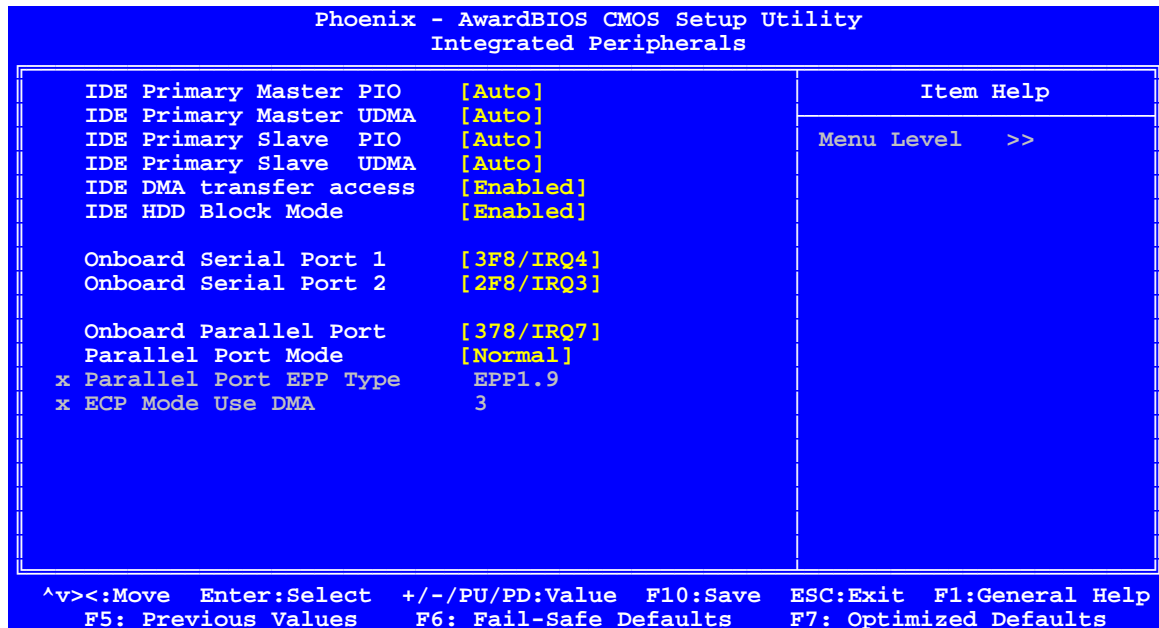 Phoenix - AwardBIOS CMOS Setup Utility
Integrated Peripherals
IDE Primary Master PIO [Auto]
IDE Primary Master UDMA [Auto]
IDE Primary Slave PIO [Auto]
IDE Primary Slave UDMA [Auto]
IDE DMA transfer access [Enabled]
IDE HDD Block Mode [Enabled]
Onboard Serial Port 1 [3F8/IRQ4]
Onboard Serial Port 2 [2F8/IRQ3]
Onboard Parallel Port [378/IRQ7]
Parallel Port Mode [Normal]
x Parallel Port EPP Type EPP1.9
x ECP Mode Use DMA 3
Item Help
Menu Level >>
^v><:Move Enter:Select +/-/PU/PD:Value F10:Save ESC:Exit F1:General Help
F5: Previous Values F6: Fail-Safe Defaults F7: Optimized Defaults